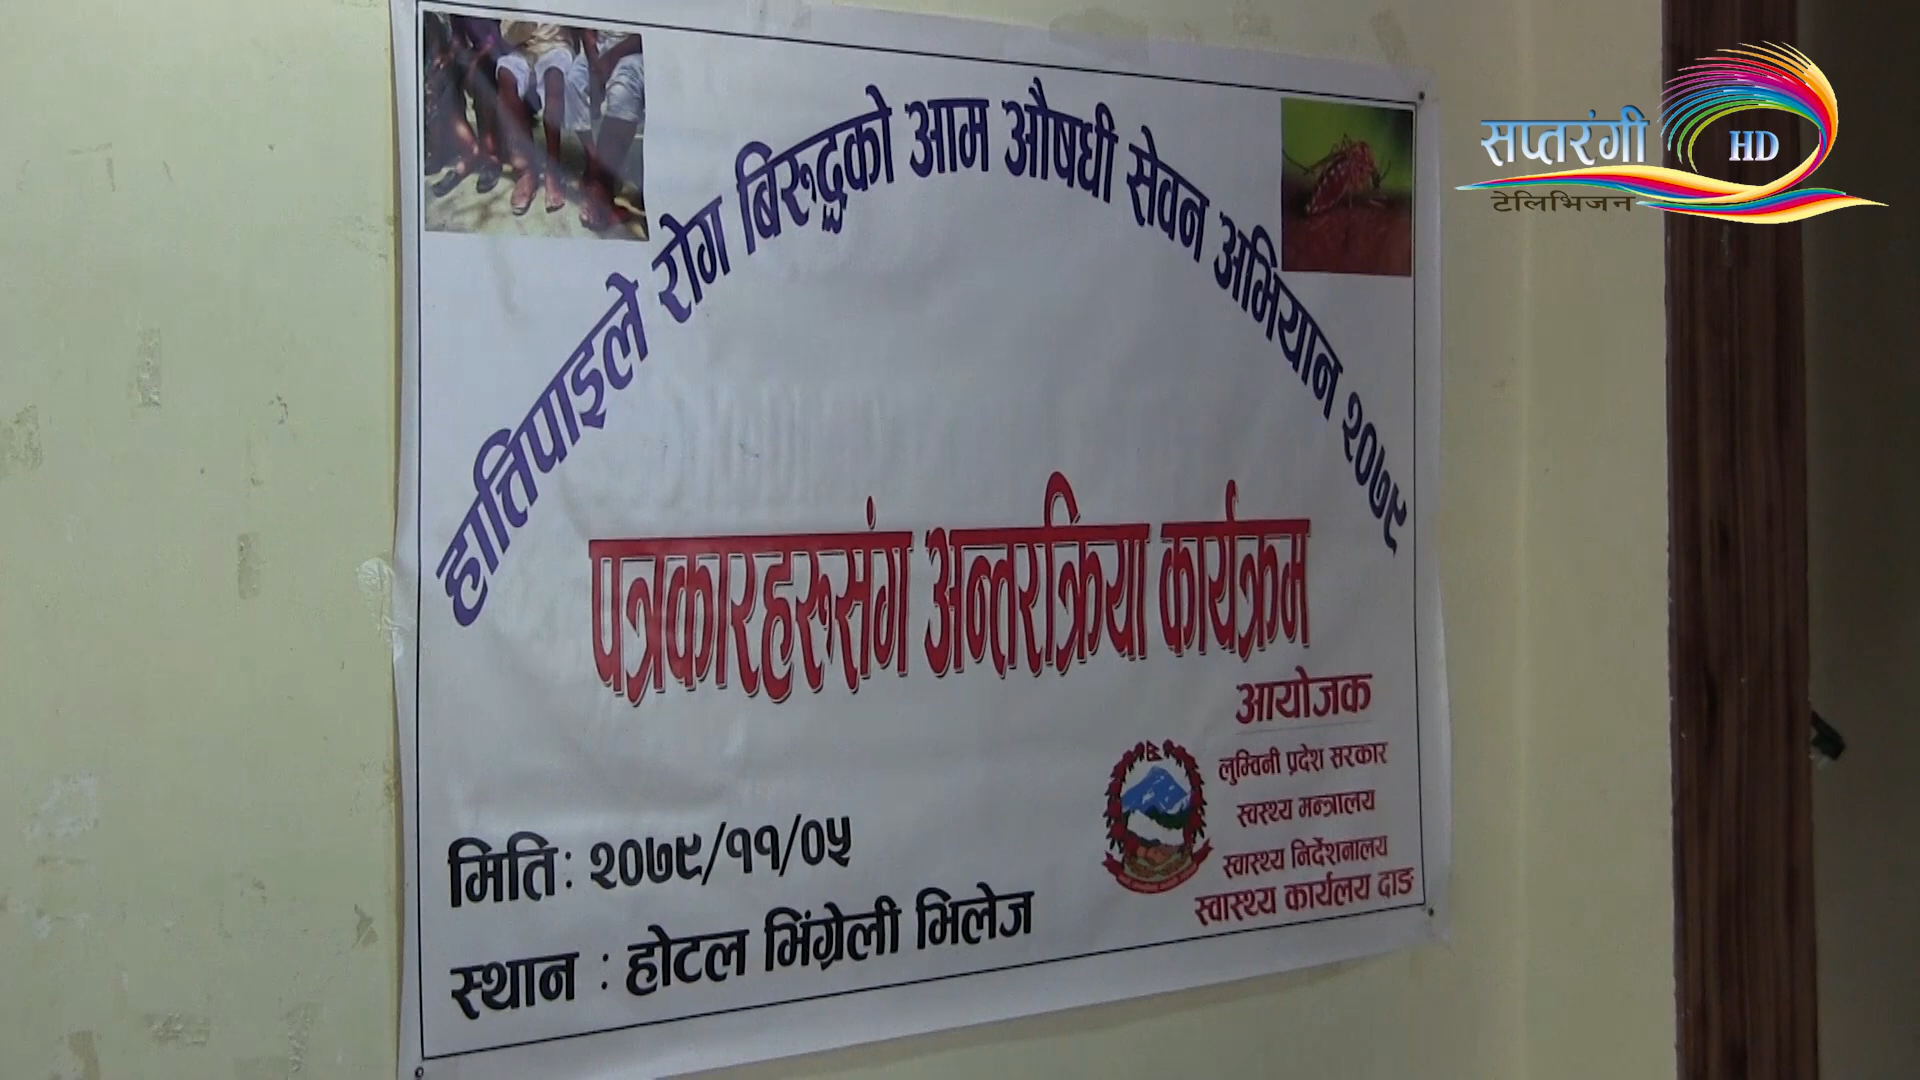 हात्तिपाइले रोग बिरुद्धको आम औषधी सेवन अभियान २०७९
पत्रकारहरुसंग अन्तरक्रिया कार्यक्रम
आयोजक
लुम्विनी प्रदेश सरकार
स्वस्थ्य मन्त्रालय
स्वास्थ्य निर्देशनालय
स्वास्थ्य कार्यलय दाङ
मिति: २०७९/११/०५
स्थान : होटल भिंग्रेली भिलेज
सप्तरंगी HD
टेलिभिजन